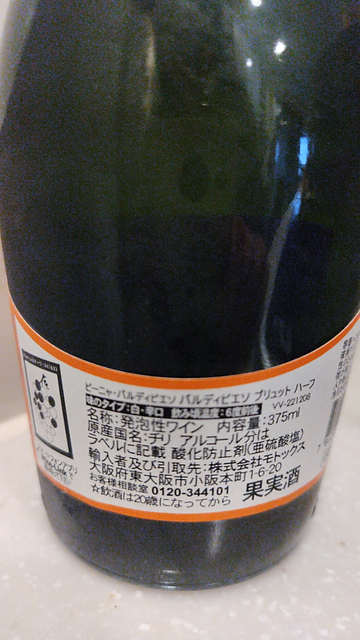 ビーニャ・バルディビエソ バルディビエソ ブリュット ハーフ
味のタイプ:白・辛口 飲み頃温度:6度前後 VV-221208
名称:発泡性ワイン 内容量:375ml
原産国名:チリ アルコール分は
ラベルに記載 酸化防止剤(亜硫酸塩)
輸入者及び引取先:株式会社モトックス
大阪府東大阪市小阪本町1-6-20
お客様相談室 0120-344101 果実酒
☆飲酒は20歳になってから